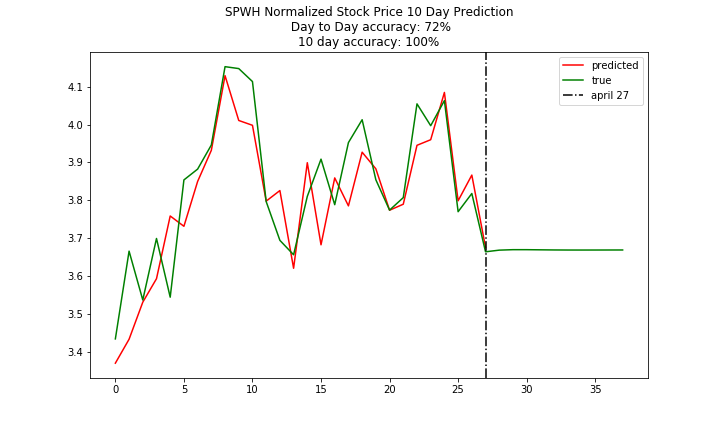 SPWH Normalized Stock Price 10 Day Prediction
Day to Day accuracy: 72%
10 day accuracy: 100%
predicted
true
april 27
4.1
4.0
3.9
3.8
3.7
3.6
3.5
3.4
0 5 10 15 20 25 30 35